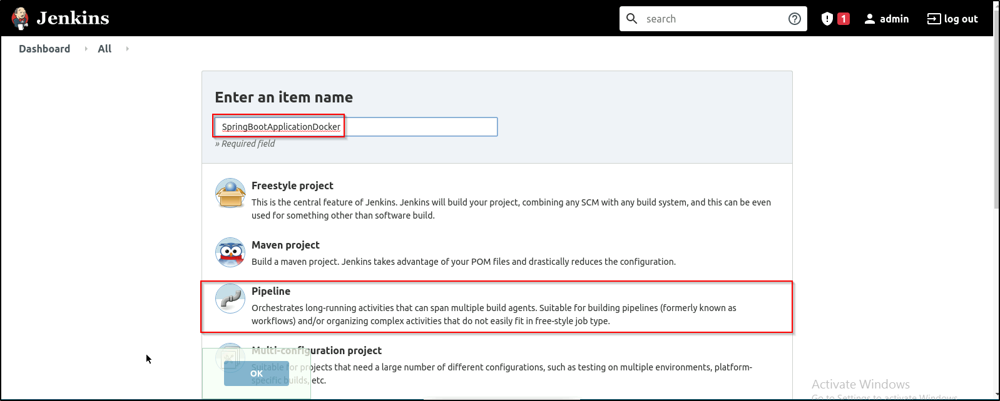 Jenkins
search
1
admin
log out
Dashboard
All
Enter an item name
SpringBootApplicationDocker
» Required field
Freestyle project
This is the central feature of Jenkins. Jenkins will build your project, combining any SCM with any build system, and this can be even
used for something other than software build.
Maven project
Build a maven project. Jenkins takes advantage of your POM files and drastically reduces the configuration.
Pipeline
Orchestrates long-running activities that can span multiple build agents. Suitable for building pipelines (formerly known as
workflows) and/or organizing complex activities that do not easily fit in free-style job type.
Multi-configuration project
Suitable for projects that need a large number of different configurations, such as testing on multiple environments, platform-
specific builds, etc.
OK
Activate Windows
Go to Settings to activate Windows.